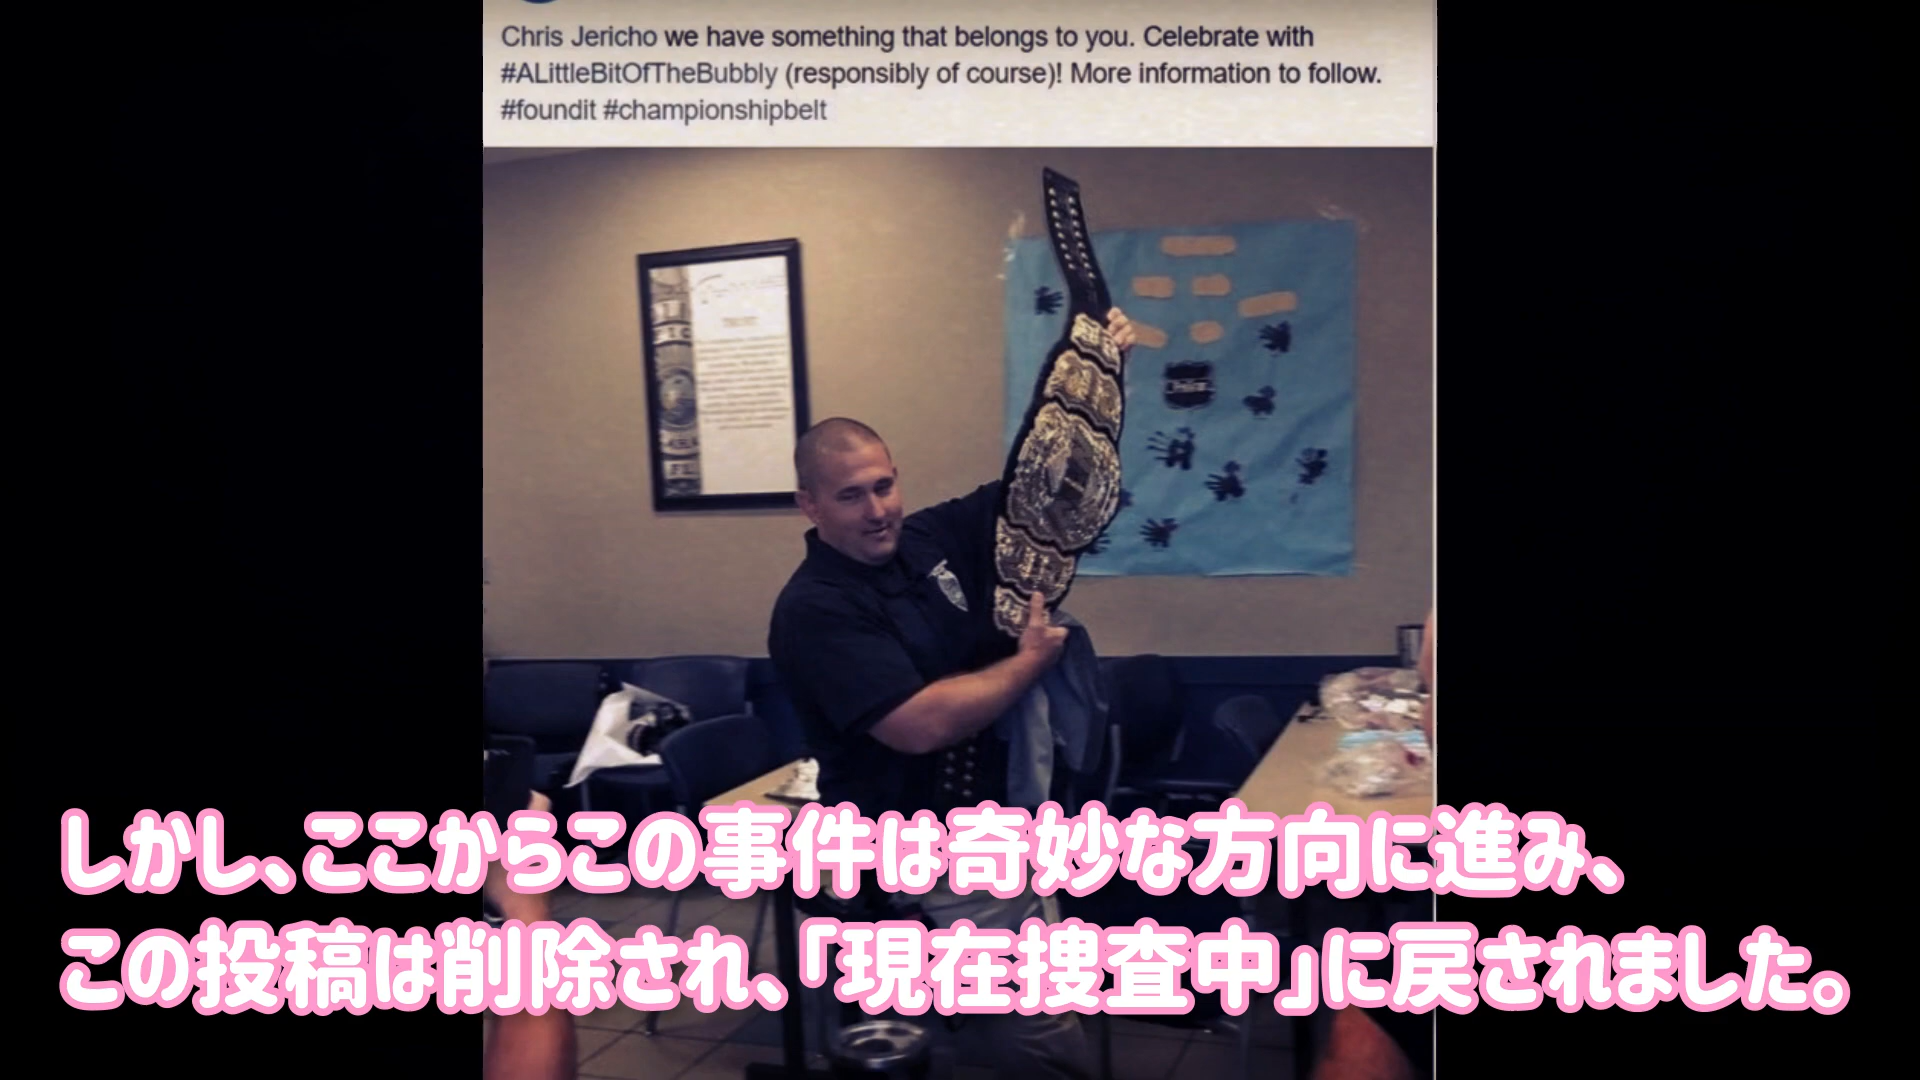 Chris Jericho we have something that belongs to you. Celebrate with
#ALittleBitOfTheBubbly (responsibly of course)! More information to follow.
#foundit #championshipbelt
しかし、ここからこの事件は奇妙な方向に進み、
この投稿は削除され、「現在捜査中」に戻されました。